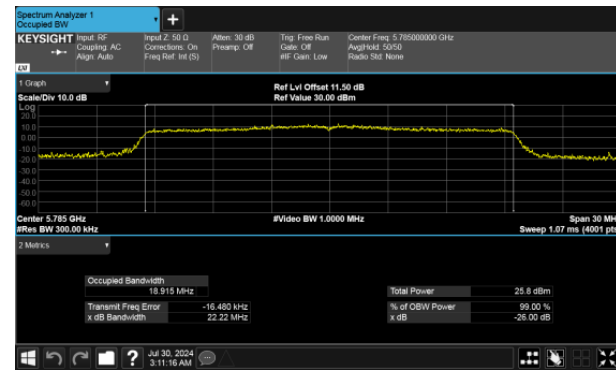 Spectrum Analyzer 1
Occupied BW
+
KEYSIGHT Input: RF Input Z: 50 Ω Atten: 30 dB Trig: Free Run Center Freq: 5.785000000 GHz
Coupling: AC Corrections: On Preamp: Off Gate: Off Avg|Hold: 50/50
Align: Auto Freq Ref: Int (S) #IF Gain: Low Radio Std: None
LXI
1 Graph
Ref Lvl Offset 11.50 dB
Scale/Div 10.0 dB Ref Value 30.00 dBm
Log
20.0
10.0
0.00
-10.0
-20.0
-30.0
-40.0
-50.0
-60.0
Center 5.785 GHz #Video BW 1.0000 MHz Span 30 MH
#Res BW 300.00 kHz Sweep 1.07 ms (4001 pts
2 Metrics
Occupied Bandwidth
18.915 MHz Total Power 25.8 dBm
Transmit Freq Error -16.480 kHz % of OBW Power 99.00 %
x dB Bandwidth 22.22 MHz x dB -26.00 dB
? Jul 30, 2024
3:11:16 AM